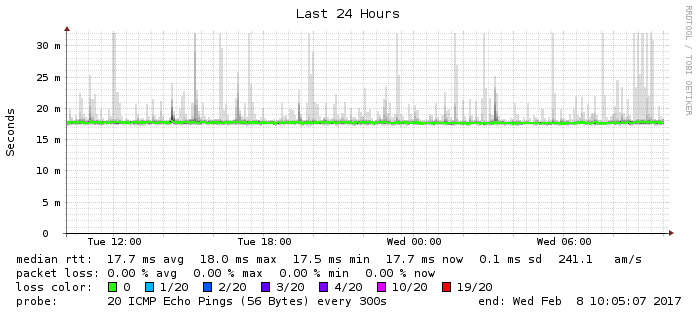 Last 24 Hours
RRDTOOL / TOBI OETIKER
Seconds
30 m
25 m
20 m
15 m
10 m
5 m
0
Tue 12:00 Tue 18:00 Wed 00:00 Wed 06:00
median rtt: 17.7 ms avg 18.0 ms max 17.5 ms min 17.7 ms now 0.1 ms sd 241.1 am/s
packet loss: 0.00 % avg 0.00 % max 0.00 % min 0.00 % now
loss color: 0 1/20 2/20 3/20 4/20 10/20 19/20
probe: 20 ICMP Echo Pings (56 Bytes) every 300s end: Wed Feb 8 10:05:07 2017